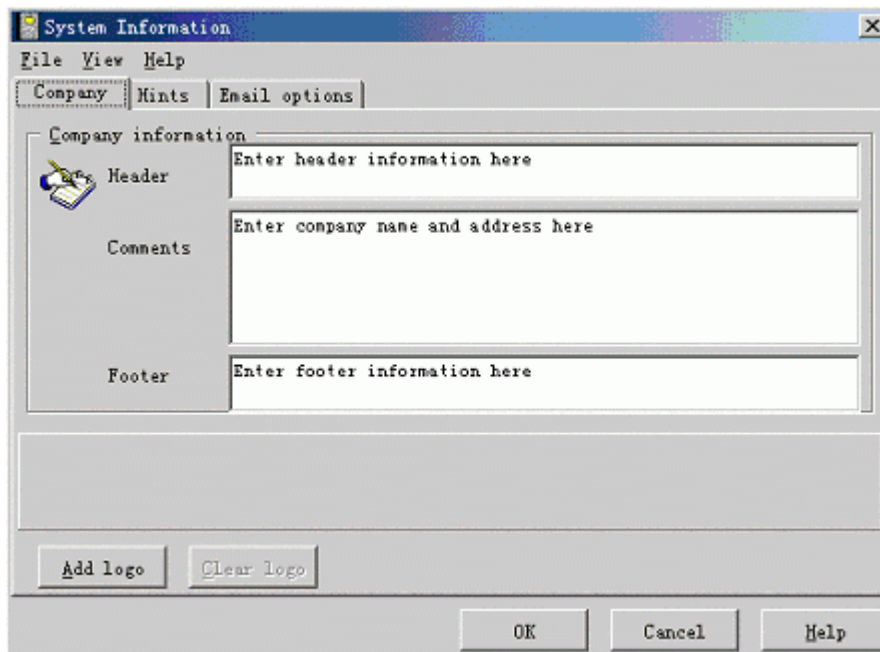 System Information
File View Help
Company Hints Email options
Company information
Header
Enter header information here
Comments
Enter company name and address here
Footer
Enter footer information here
Add logo Clear logo
OK Cancel Help